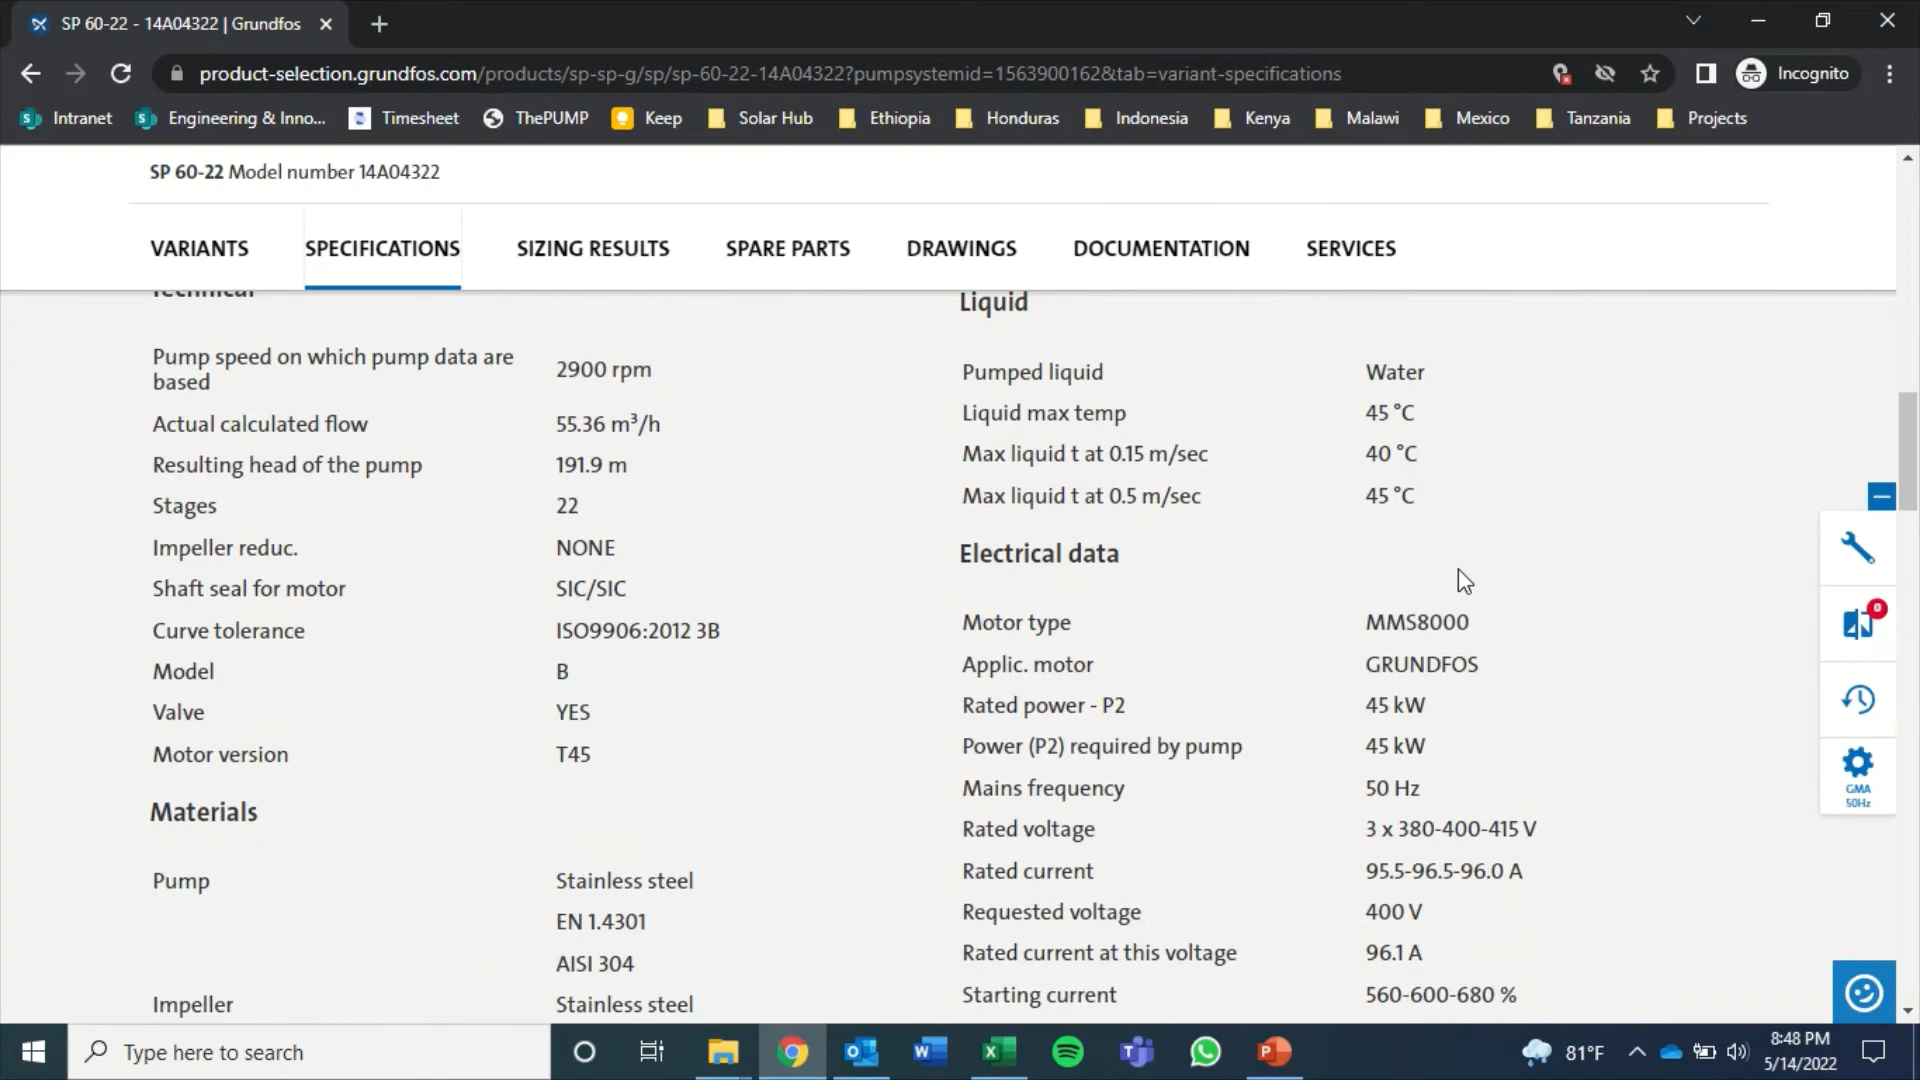 SP 60-22 - 14A04322 | Grundfos
product-selection.grundfos.com/products/sp-sp-g/sp/sp-60-22-14A04322?pumpsystemid=1563900162&tab=variant-specifications
Incognito
Intranet
Engineering & Inno...
Timesheet
ThePUMP
Keep
Solar Hub
Ethiopia
Honduras
Indonesia
Kenya
Malawi
Mexico
Tanzania
Projects
SP 60-22 Model number 14A04322
VARIANTS
SPECIFICATIONS
SIZING RESULTS
SPARE PARTS
DRAWINGS
DOCUMENTATION
SERVICES
Technical
Pump speed on which pump data are
based
2900 rpm
Actual calculated flow
55.36 m³/h
Resulting head of the pump
191.9 m
Stages
22
Impeller reduc.
NONE
Shaft seal for motor
SIC/SIC
Curve tolerance
ISO9906:2012 3B
Model
B
Valve
YES
Motor version
T45
Materials
Pump
Stainless steel
EN 1.4301
AISI 304
Impeller
Stainless steel
Liquid
Pumped liquid
Water
Liquid max temp
45 °C
Max liquid t at 0.15 m/sec
40 °C
Max liquid t at 0.5 m/sec
45 °C
Electrical data
Motor type
MMS8000
Applic. motor
GRUNDFOS
Rated power - P2
45 kW
Power (P2) required by pump
45 kW
Mains frequency
50 Hz
Rated voltage
3 x 380-400-415 V
Rated current
95.5-96.5-96.0 A
Requested voltage
400 V
Rated current at this voltage
96.1 A
Starting current
560-600-680 %
0
GMA
50Hz
Type here to search
81°F
8:48 PM
5/14/2022